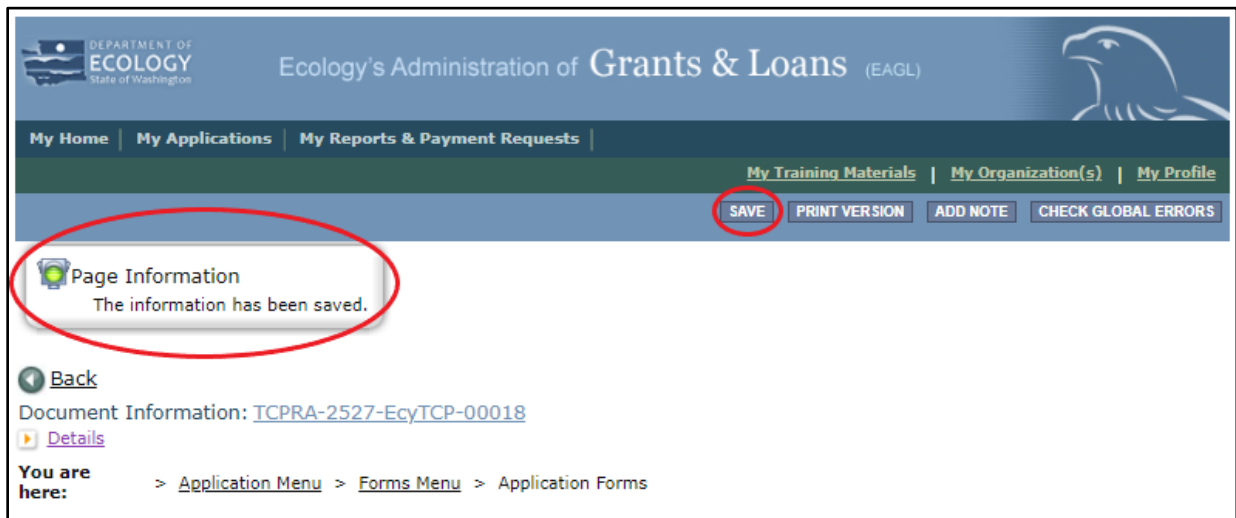 DEPARTMENT OF
ECOLOGY
State of Washington
Ecology's Administration of Grants & Loans (EAGL)
My Home | My Applications | My Reports & Payment Requests |
My Training Materials | My Organization(s) | My Profile
SAVE PRINT VERSION ADD NOTE CHECK GLOBAL ERRORS
Page Information
The information has been saved.
Back
Document Information: TCPRA-2527-EcyTCP-00018
Details
You are here: > Application Menu > Forms Menu > Application Forms